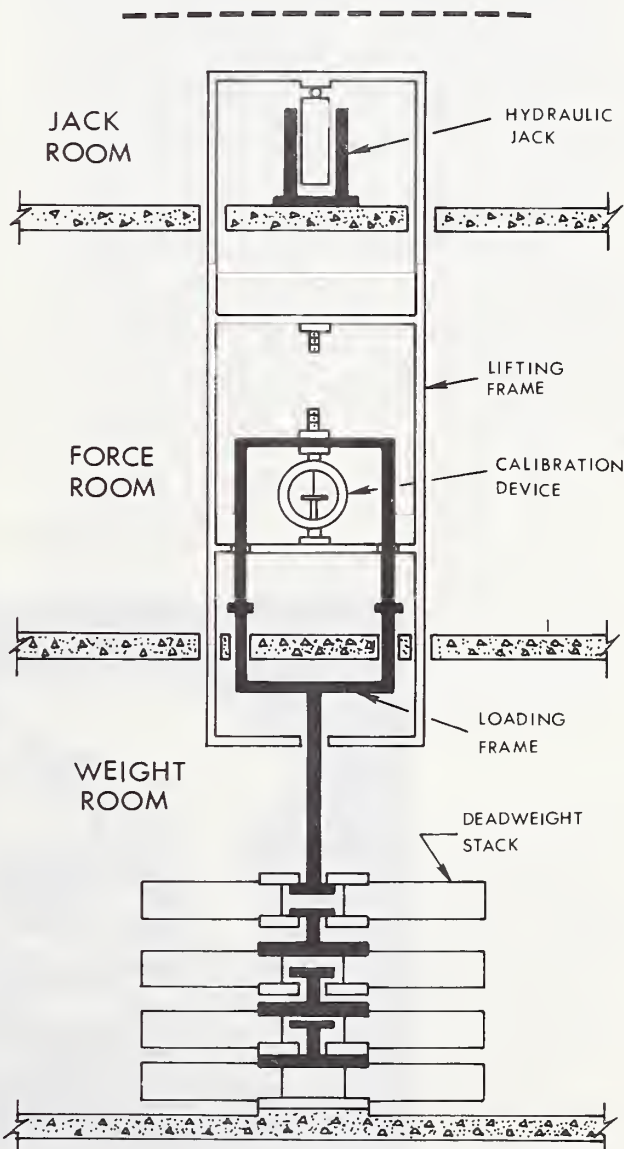 JACK
ROOM
HYDRAULIC
JACK
LIFTING
FRAME
FORCE
ROOM
CALIBRATION
DEVICE
LOADING
FRAME
WEIGHT
ROOM
DEADWEIGHT
STACK